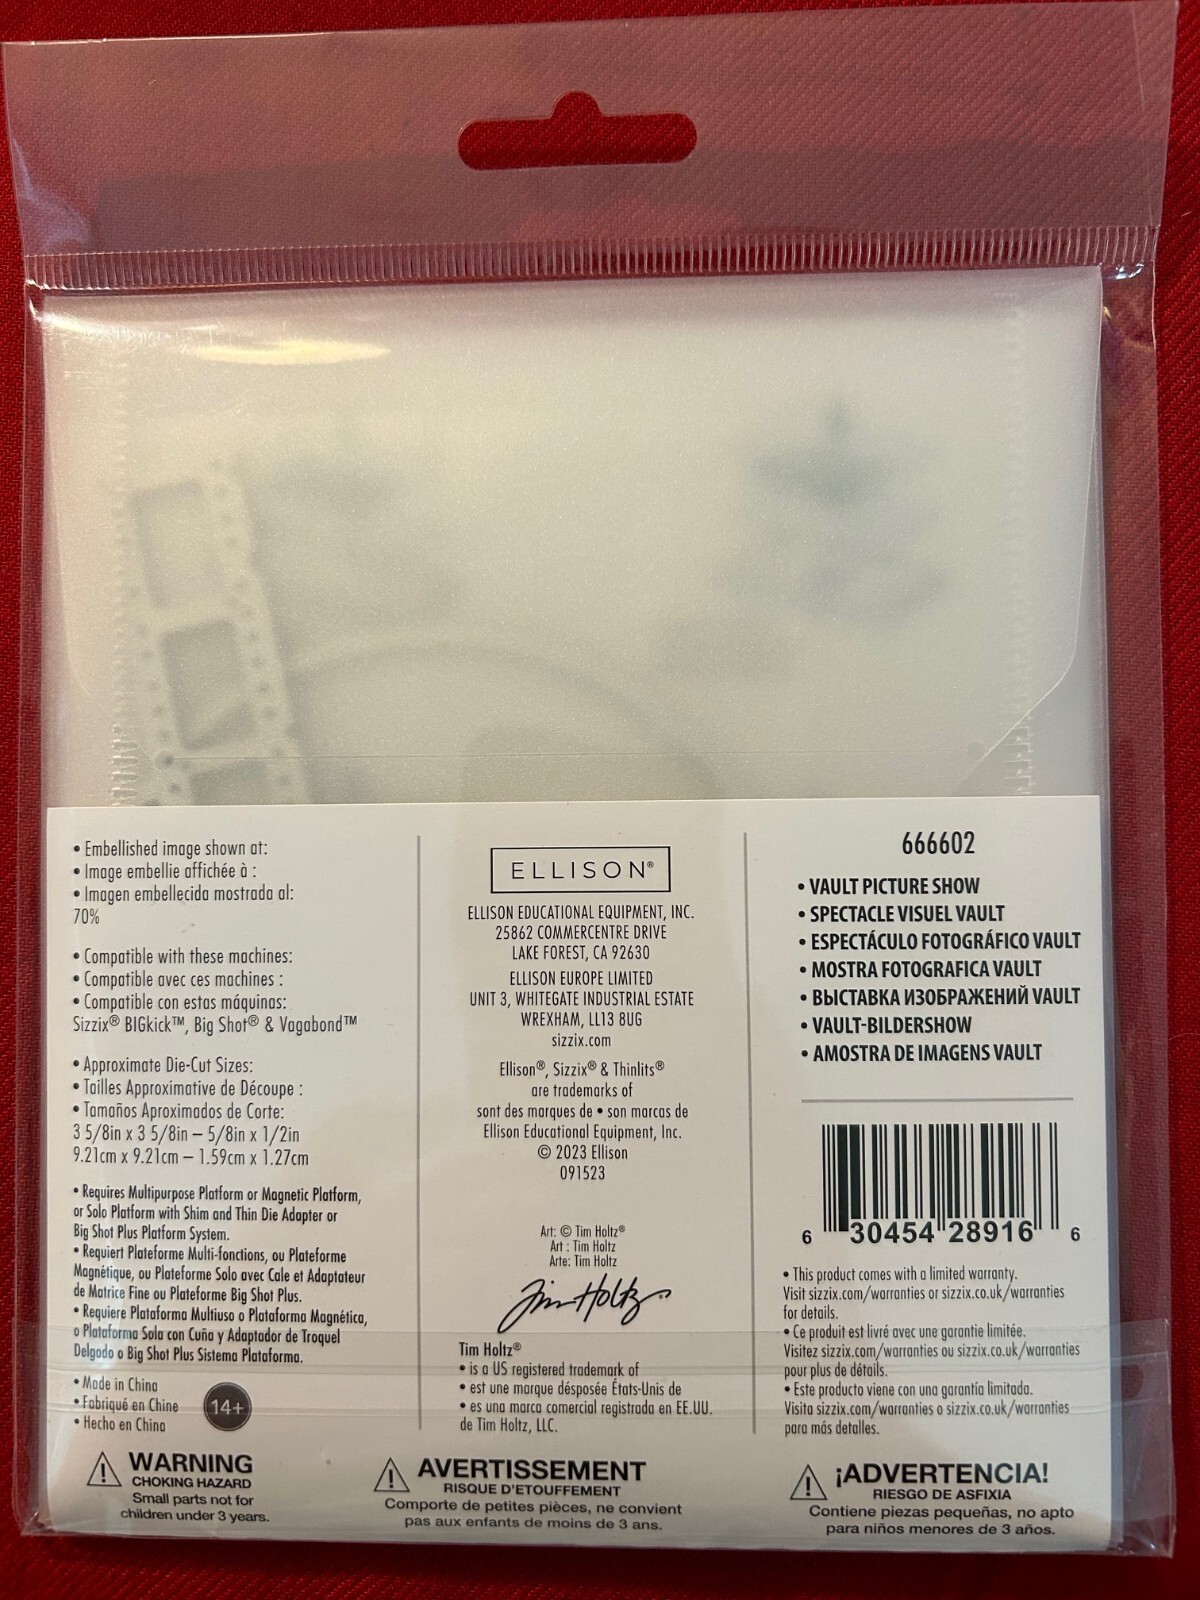 • Embellished image shown at:
• Image embellie affichée à :
• Imagen embellecida mostrada al:
70%
• Compatible with these machines:
• Compatible avec ces machines :
• Compatible con estas máquinas:
Sizzix® BIGkick™, Big Shot® & Vagabond™
• Approximate Die-Cut Sizes:
• Tailles Approximative de Découpe :
• Tamaños Aproximados de Corte:
3 5/8in x 3 5/8in – 5/8in x 1/2in
9.21cm x 9.21cm – 1.59cm x 1.27cm
• Requires Multipurpose Platform or Magnetic Platform,
or Solo Platform with Shim and Thin Die Adapter or
Big Shot Plus Platform System.
• Requiert Plateforme Multi-fonctions, ou Plateforme
Magnétique, ou Plateforme Solo avec Cale et Adaptateur
de Matrice Fine ou Plateforme Big Shot Plus.
• Requiere Plataforma Multiuso o Plataforma Magnética,
o Plataforma Sola con Cuña y Adaptador de Troquel
Delgado o Big Shot Plus Sistema Plataforma.
• Made in China
• Fabriqué en Chine
• Hecho en China
14+
ELLISON®
ELLISON EDUCATIONAL EQUIPMENT, INC.
25862 COMMERCENTRE DRIVE
LAKE FOREST, CA 92630
ELLISON EUROPE LIMITED
UNIT 3, WHITEGATE INDUSTRIAL ESTATE
WREXHAM, LL13 8UG
sizzix.com
Ellison®, Sizzix® & Thinlits®
are trademarks of
sont des marques de • son marcas de
Ellison Educational Equipment, Inc.
© 2023 Ellison
091523
Art: © Tim Holtz®
Art : Tim Holtz
Arte: Tim Holtz
Tim Holtz
Tim Holtz®
• is a US registered trademark of
• est une marque désposée États-Unis de
• es una marca comercial registrada en EE.UU.
de Tim Holtz, LLC.
666602
• VAULT PICTURE SHOW
• SPECTACLE VISUEL VAULT
• ESPECTÁCULO FOTOGRÁFICO VAULT
• MOSTRA FOTOGRAFICA VAULT
• ВЫСТАВКА ИЗОБРАЖЕНИЙ VAULT
• VAULT-BILDERSHOW
• AMOSTRA DE IMAGENS VAULT
6 30454 28916 6
• This product comes with a limited warranty.
Visit sizzix.com/warranties or sizzix.co.uk/warranties
for details.
• Ce produit est livré avec une garantie limitée.
Visitez sizzix.com/warranties ou sizzix.co.uk/warranties
pour plus de détails.
• Este producto viene con una garantía limitada.
Visita sizzix.com/warranties o sizzix.co.uk/warranties
para más detalles.
WARNING
CHOKING HAZARD
Small parts not for
children under 3 years.
AVERTISSEMENT
RISQUE D'ETOUFFEMENT
Comporte de petites pièces, ne convient
pas aux enfants de moins de 3 ans.
¡ADVERTENCIA!
RIESGO DE ASFIXIA
Contiene piezas pequeñas, no apto
para niños menores de 3 años.